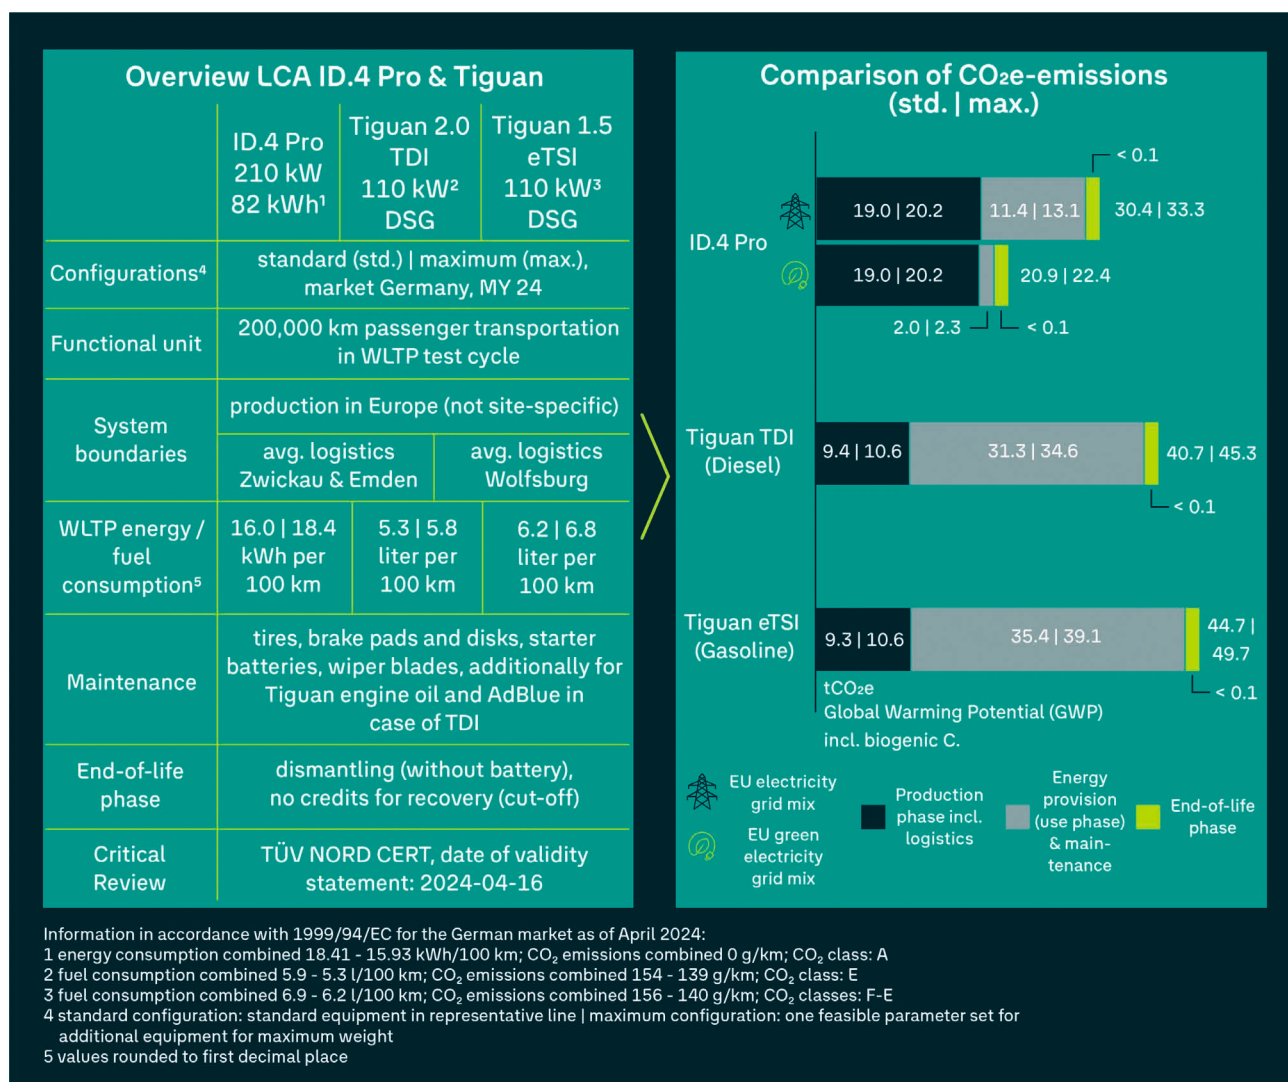 Overview LCA ID.4 Pro & Tiguan
ID.4 Pro
210 kW
82 kWh¹
Tiguan 2.0
TDI
110 kW²
DSG
Tiguan 1.5
eTSI
110 kW³
DSG
Configurations⁴
standard (std.) | maximum (max.),
market Germany, MY 24
Functional unit
200,000 km passenger transportation
in WLTP test cycle
System
boundaries
production in Europe (not site-specific)
avg. logistics
Zwickau & Emden
avg. logistics
Wolfsburg
WLTP energy /
fuel
consumption⁵
16.0 | 18.4
kWh per
100 km
5.3 | 5.8
liter per
100 km
6.2 | 6.8
liter per
100 km
Maintenance
tires, brake pads and disks, starter
batteries, wiper blades, additionally for
Tiguan engine oil and AdBlue in
case of TDI
End-of-life
phase
dismantling (without battery),
no credits for recovery (cut-off)
Critical
Review
TÜV NORD CERT, date of validity
statement: 2024-04-16
Comparison of CO₂e-emissions
(std. | max.)
< 0.1
ID.4 Pro
19.0 | 20.2
11.4 | 13.1
30.4 | 33.3
19.0 | 20.2
20.9 | 22.4
2.0 | 2.3
< 0.1
Tiguan TDI
(Diesel)
9.4 | 10.6
31.3 | 34.6
40.7 | 45.3
< 0.1
Tiguan eTSI
(Gasoline)
9.3 | 10.6
35.4 | 39.1
44.7 |
49.7
< 0.1
tCO₂e
Global Warming Potential (GWP)
incl. biogenic C.
EU electricity
grid mix
EU green
electricity
grid mix
Production
phase incl.
logistics
Energy
provision
(use phase)
& main-
tenance
End-of-life
phase
Information in accordance with 1999/94/EC for the German market as of April 2024:
1 energy consumption combined 18.41 - 15.93 kWh/100 km; CO₂ emissions combined 0 g/km; CO₂ class: A
2 fuel consumption combined 5.9 - 5.3 l/100 km; CO₂ emissions combined 154 - 139 g/km; CO₂ class: E
3 fuel consumption combined 6.9 - 6.2 l/100 km; CO₂ emissions combined 156 - 140 g/km; CO₂ classes: F-E
4 standard configuration: standard equipment in representative line | maximum configuration: one feasible parameter set for
additional equipment for maximum weight
5 values rounded to first decimal place